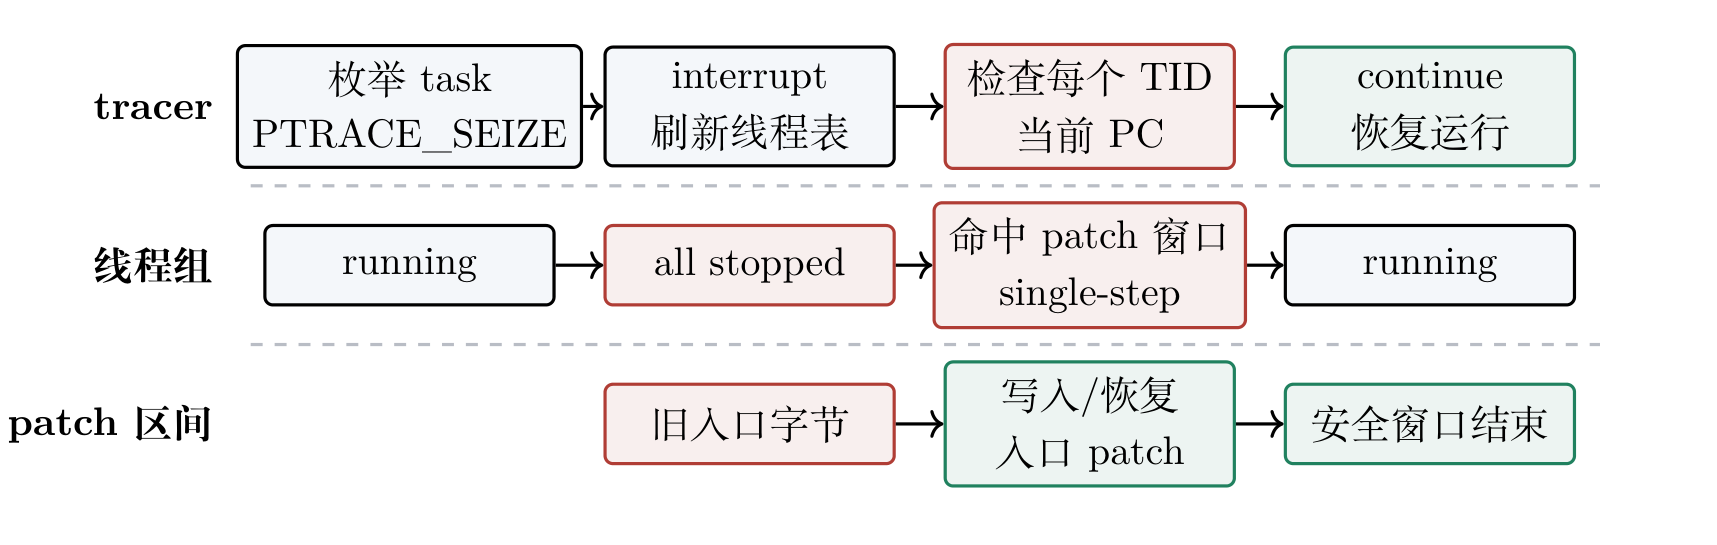 tracer
枚举 task
PTRACE_SEIZE
interrupt
刷新线程表
检查每个 TID
当前 PC
continue
恢复运行
线程组
running
all stopped
命中 patch 窗口
single-step
running
patch 区间
旧入口字节
写入/恢复
入口 patch
安全窗口结束